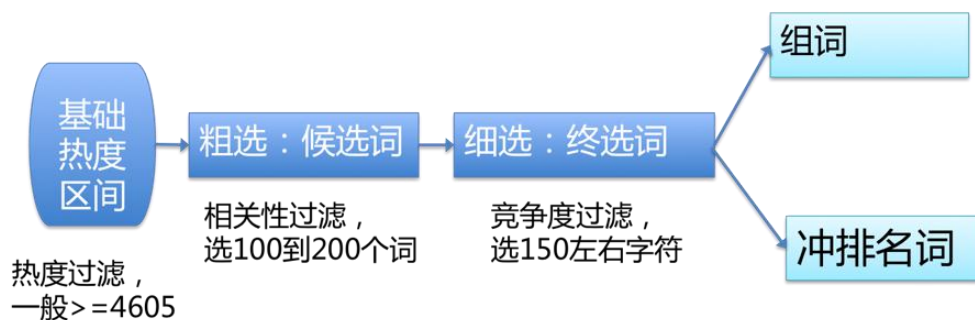 基础
热度
区间
热度过滤，
一般>=4605
粗选：候选词
相关性过滤，
选100到200个词
细选：终选词
竞争度过滤，
选150左右字符
组词
冲排名词